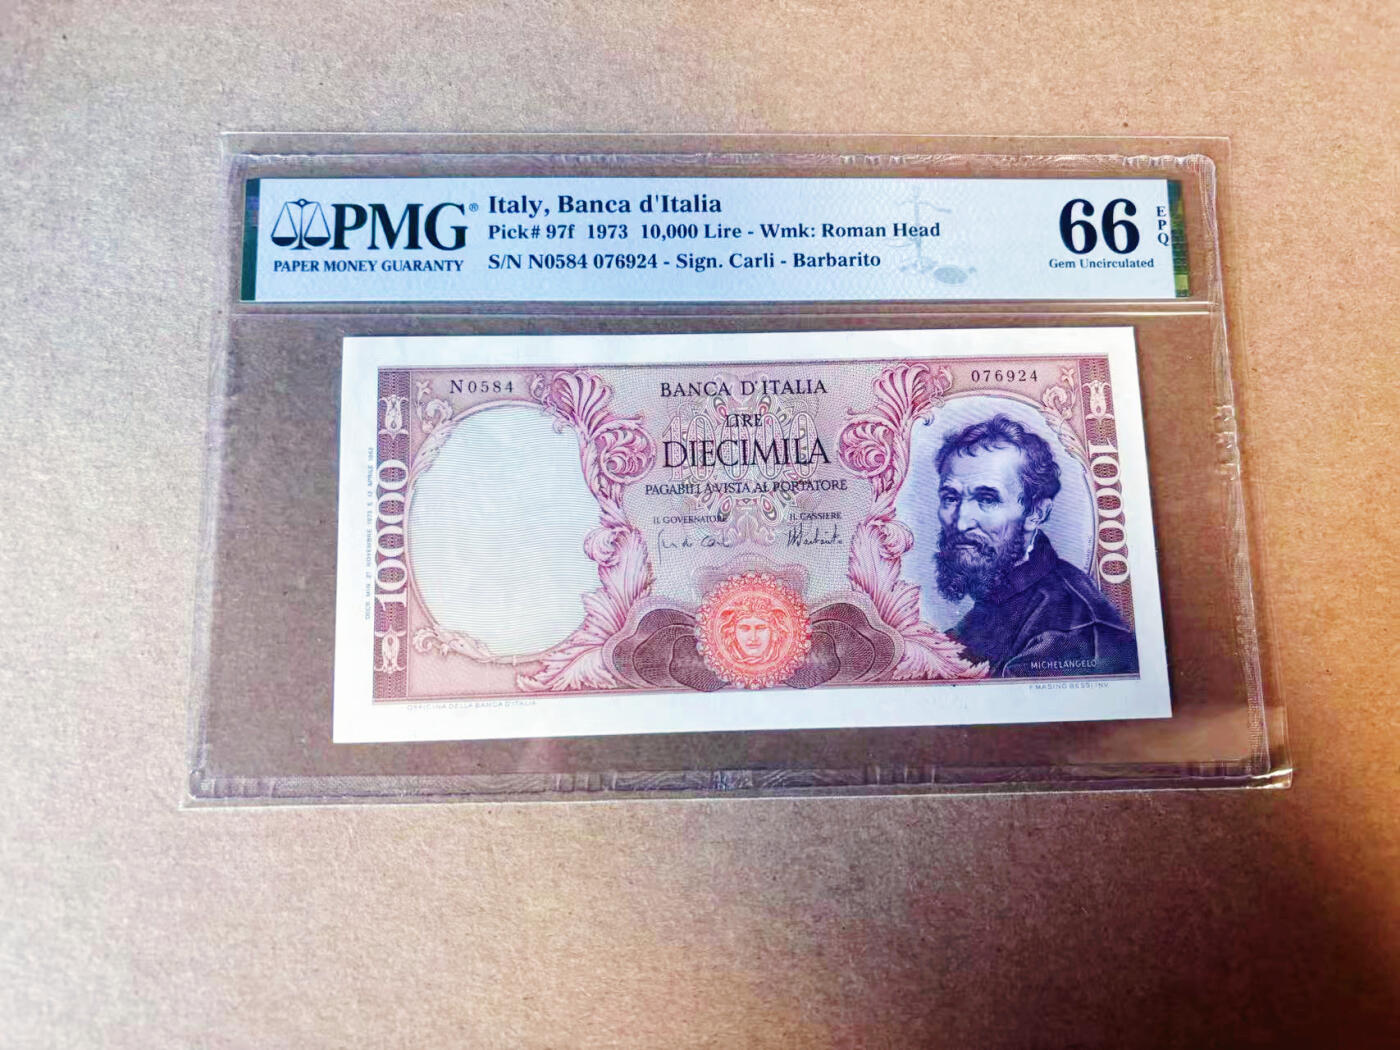 PMG®
PAPER MONEY GUARANTY
Italy, Banca d'Italia
Pick# 97f 1973 10,000 Lire - Wmk: Roman Head
S/N N0584 076924 - Sign. Carli - Barbarito
66
EPQ
Gem Uncirculated
N0584
076924
BANCA D'ITALIA
LIRE
DIECIMILA
PAGABILI A VISTA AL PORTATORE
IL GOVERNATORE
IL CASSIERE
10000
10000
MICHELANGELO
OFFICINA DELLA BANCA D'ITALIA